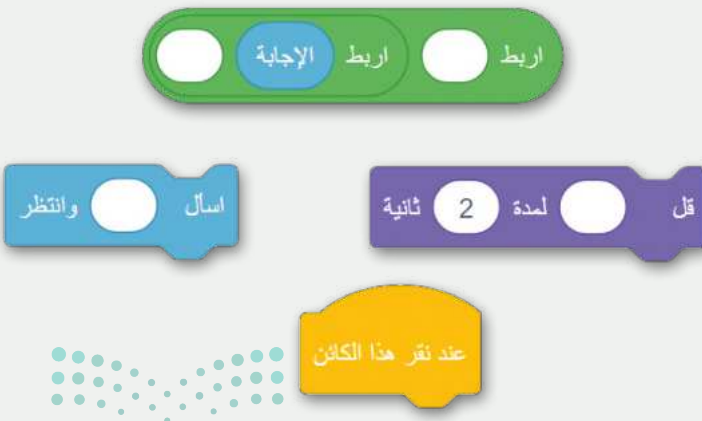 اربط اربط الإجابة
قل لمدة 2 ثانية
اسأل وانتظر
عند نقر هذا الكائن